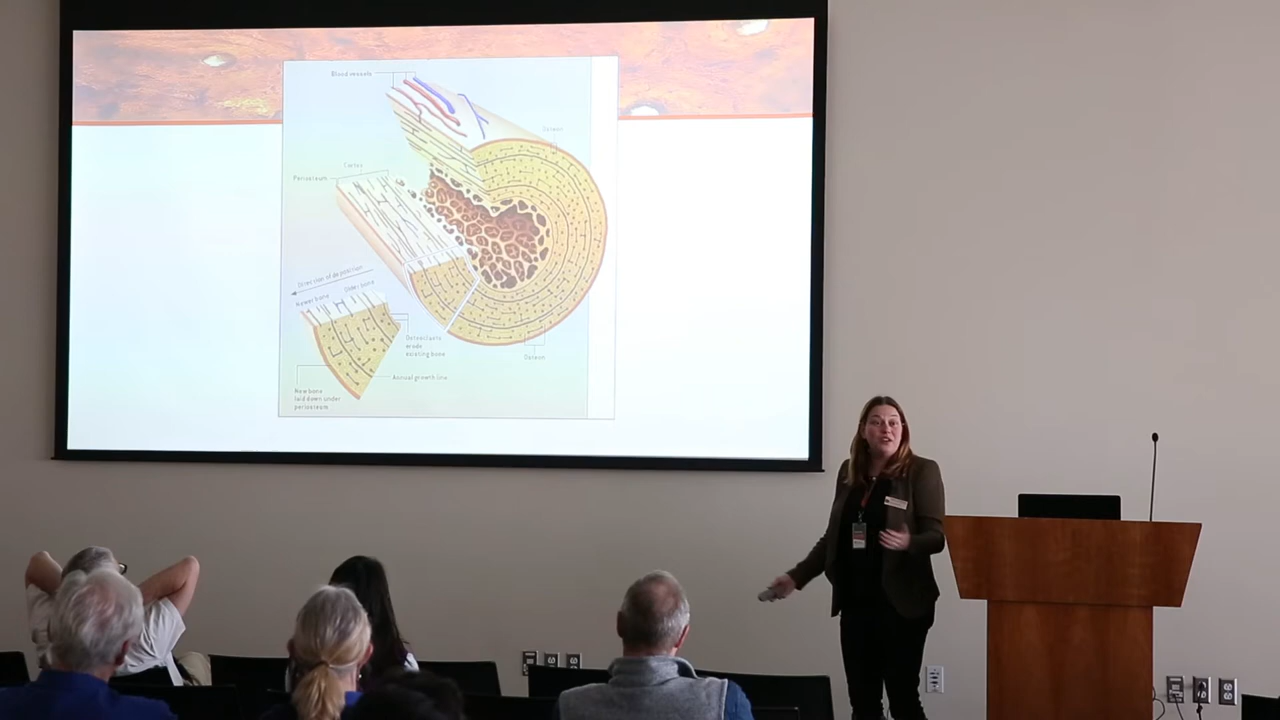 Blood vessels
Osteon
Cortex
Periosteum
Direction of deposition
Newer bone
Older bone
Osteoclasts
erode
existing bone
Osteon
Annual growth line
New bone
laid down under
periosteum